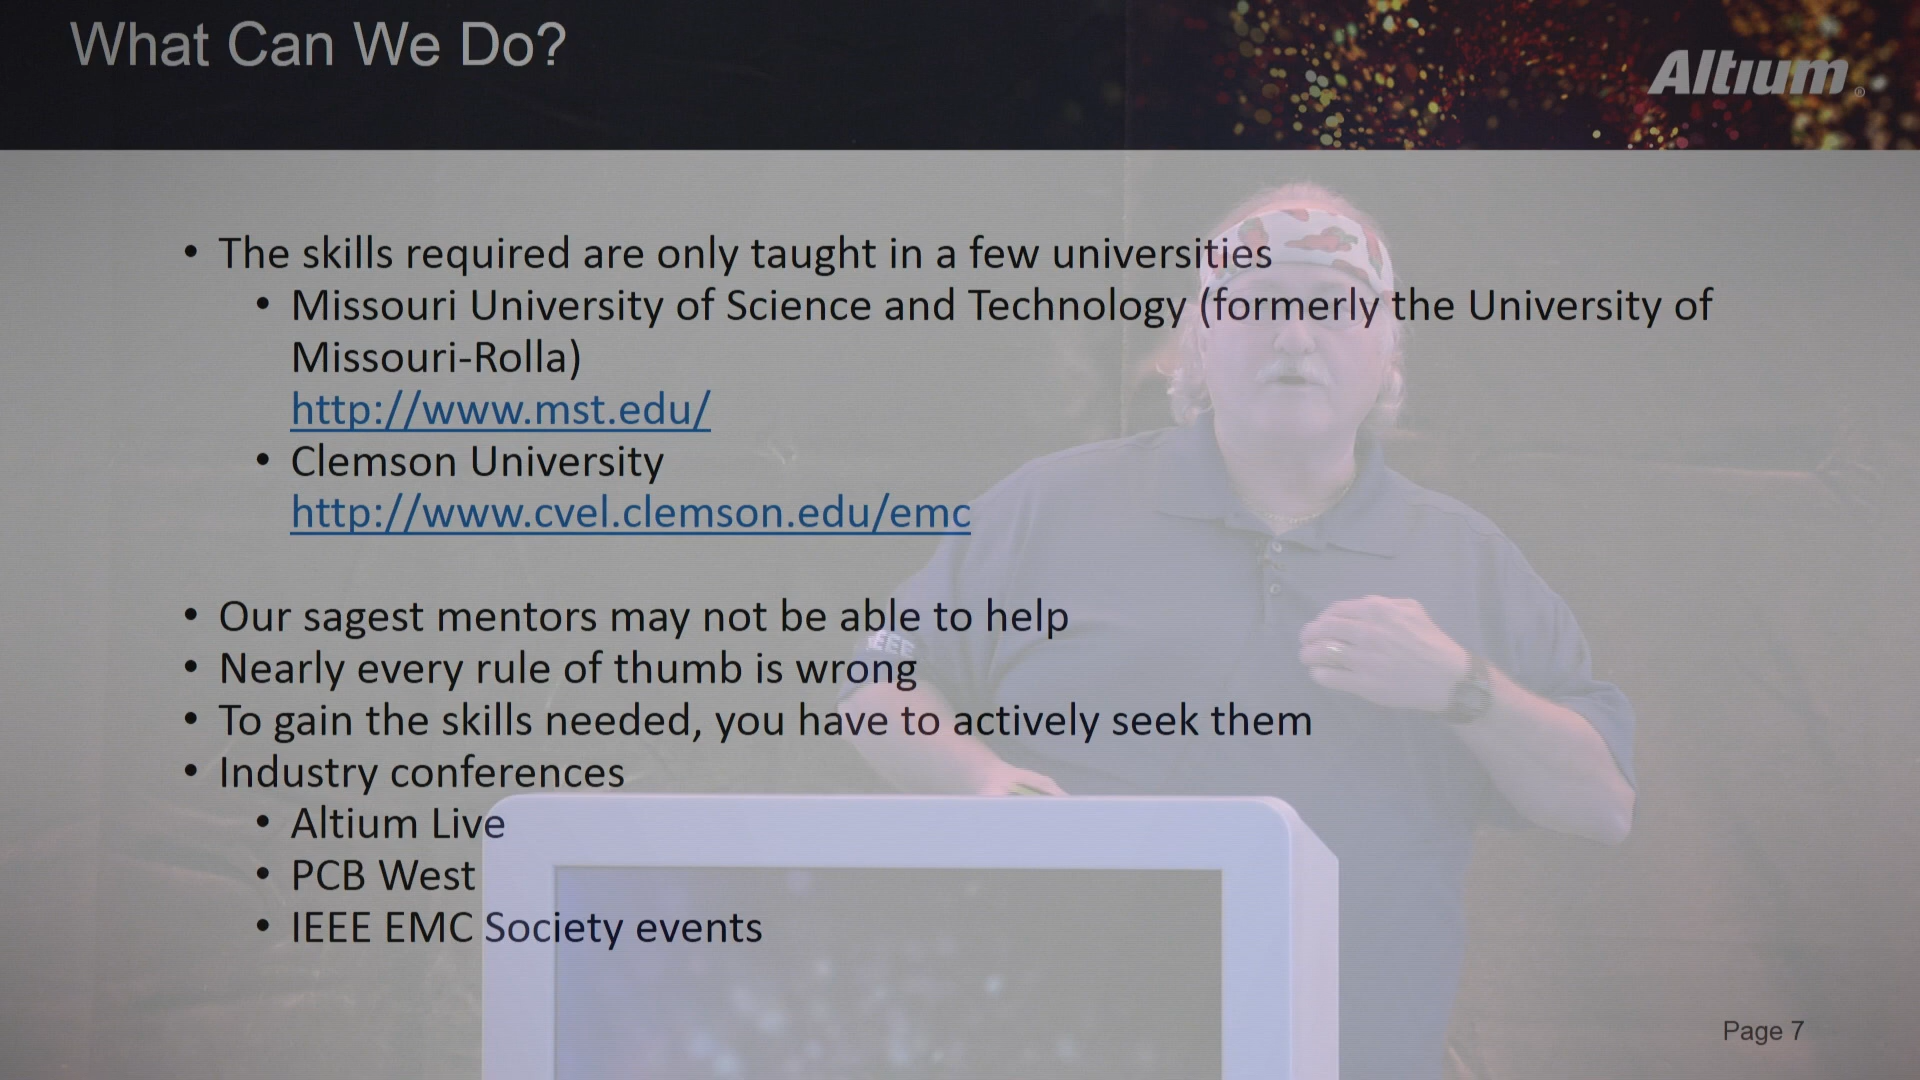 What Can We Do?
Altium
• The skills required are only taught in a few universities
• Missouri University of Science and Technology (formerly the University of
Missouri-Rolla)
http://www.mst.edu/
• Clemson University
http://www.cvel.clemson.edu/emc
• Our sagest mentors may not be able to help
IEEE
• Nearly every rule of thumb is wrong
• To gain the skills needed, you have to actively seek them
• Industry conferences
• Altium Live
• PCB West
• IEEE EMC Society events
Page 7